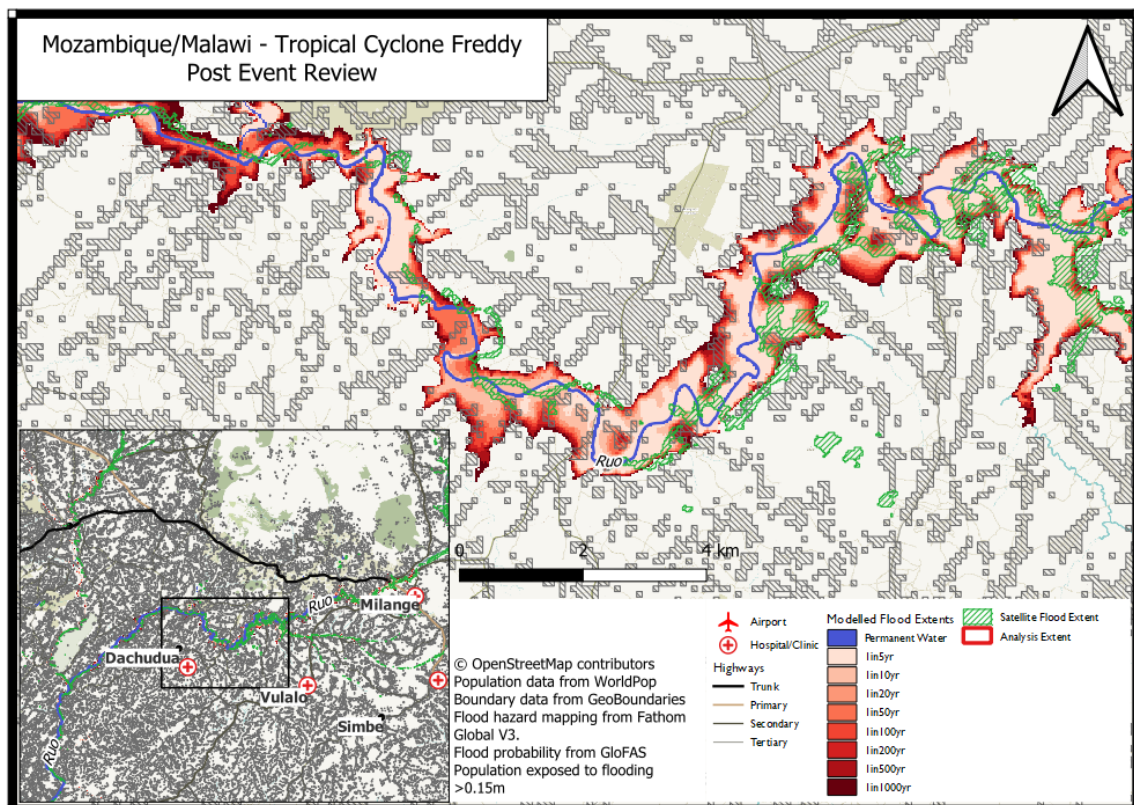 Mozambique/Malawi - Tropical Cyclone Freddy
Post Event Review
Ruo
0 2 4 km
Ruo
Milange
Dachudua
Vulalo
Simbe
Ruo
© OpenStreetMap contributors
Population data from WorldPop
Boundary data from GeoBoundaries
Flood hazard mapping from Fathom
Global V3.
Flood probability from GloFAS
Population exposed to flooding
>0.15m
Airport
Hospital/Clinic
Highways
Trunk
Primary
Secondary
Tertiary
Modelled Flood Extents
Permanent Water
1in5yr
1in10yr
1in20yr
1in50yr
1in100yr
1in200yr
1in500yr
1in1000yr
Satellite Flood Extent
Analysis Extent